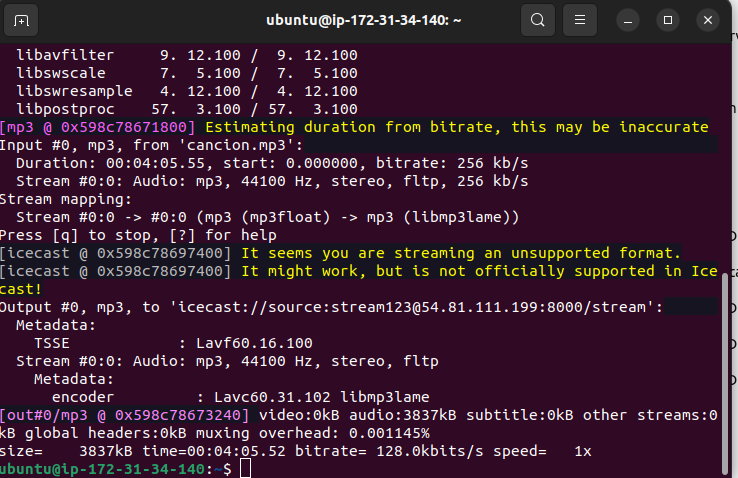 ubuntu@ip-172-31-34-140: ~
libavfilter     9. 12.100 /  9. 12.100
libswscale      7.  5.100 /  7.  5.100
libswresample   4. 12.100 /  4. 12.100
libpostproc    57.  3.100 / 57.  3.100
[mp3 @ 0x598c78671800] Estimating duration from bitrate, this may be inaccurate
Input #0, mp3, from 'cancion.mp3':
  Duration: 00:04:05.55, start: 0.000000, bitrate: 256 kb/s
  Stream #0:0: Audio: mp3, 44100 Hz, stereo, fltp, 256 kb/s
Stream mapping:
  Stream #0:0 -> #0:0 (mp3 (mp3float) -> mp3 (libmp3lame))
Press [q] to stop, [?] for help
[icecast @ 0x598c78697400] It seems you are streaming an unsupported format.
[icecast @ 0x598c78697400] It might work, but is not officially supported in Ice
cast!
Output #0, mp3, to 'icecast://source:stream123@54.81.111.199:8000/stream':
  Metadata:
    TSSE            : Lavf60.16.100
  Stream #0:0: Audio: mp3, 44100 Hz, stereo, fltp
    Metadata:
      encoder         : Lavc60.31.102 libmp3lame
[out#0/mp3 @ 0x598c78673240] video:0kB audio:3837kB subtitle:0kB other streams:0
kB global headers:0kB muxing overhead: 0.001145%
size=    3837kB time=00:04:05.52 bitrate= 128.0kbits/s speed=   1x
ubuntu@ip-172-31-34-140:~$